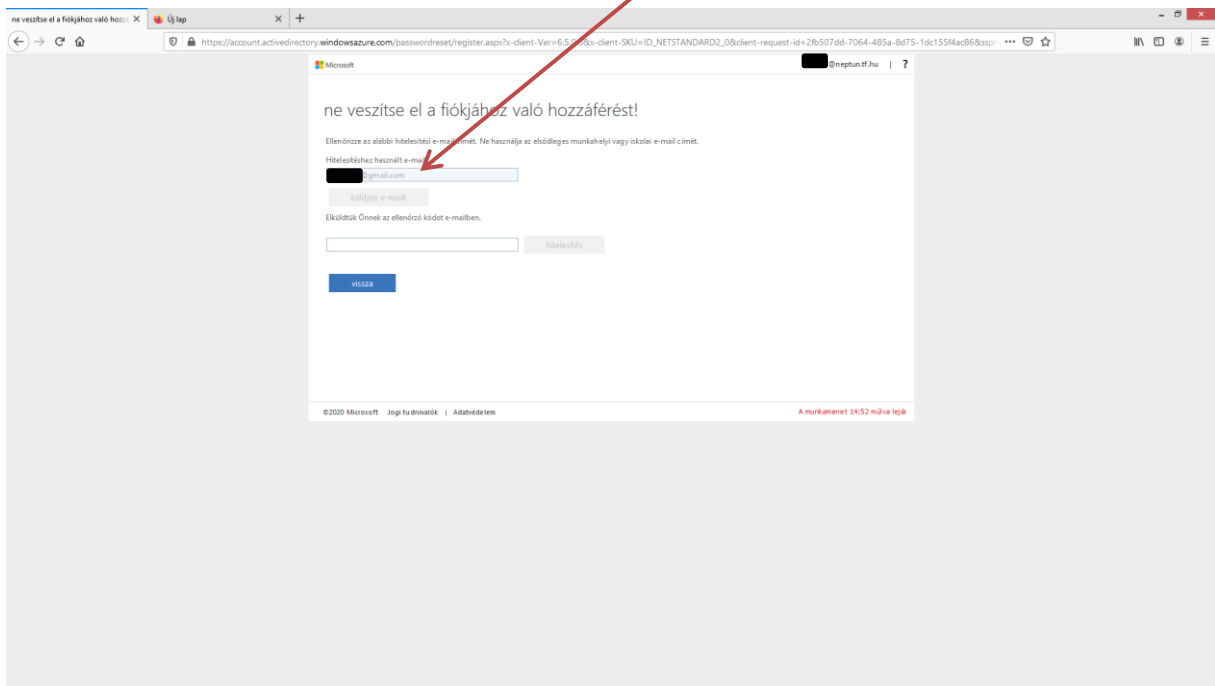 ne veszítse el a fiókjához való hozzá
Új lap
https://account.activedirectory.windowsazure.com/passwordreset/register.aspx?x-client-Ver=6.5.0 &x-client-SKU=ID_NETSTANDARD2_0&client-request-id=2fb507dd-7064-485a-8d75-1dc155f4ac86&ssp
Microsoft
@neptun.tf.hu | ?
ne veszítse el a fiókjához való hozzáférést!
Ellenőrizze az alábbi hitelesítési e-mail címét. Ne használja az elsődleges munkahelyi vagy iskolai e-mail címét.
Hitelesítéshez használt e-mail
@gmail.com
küldjön e-mailt
Elküldtük Önnek az ellenőrző kódot e-mailben.
hitelesítés
vissza
©2020 Microsoft Jogi tudnivalók | Adatvédelem
A munkamenet 14:52 múlva lejár